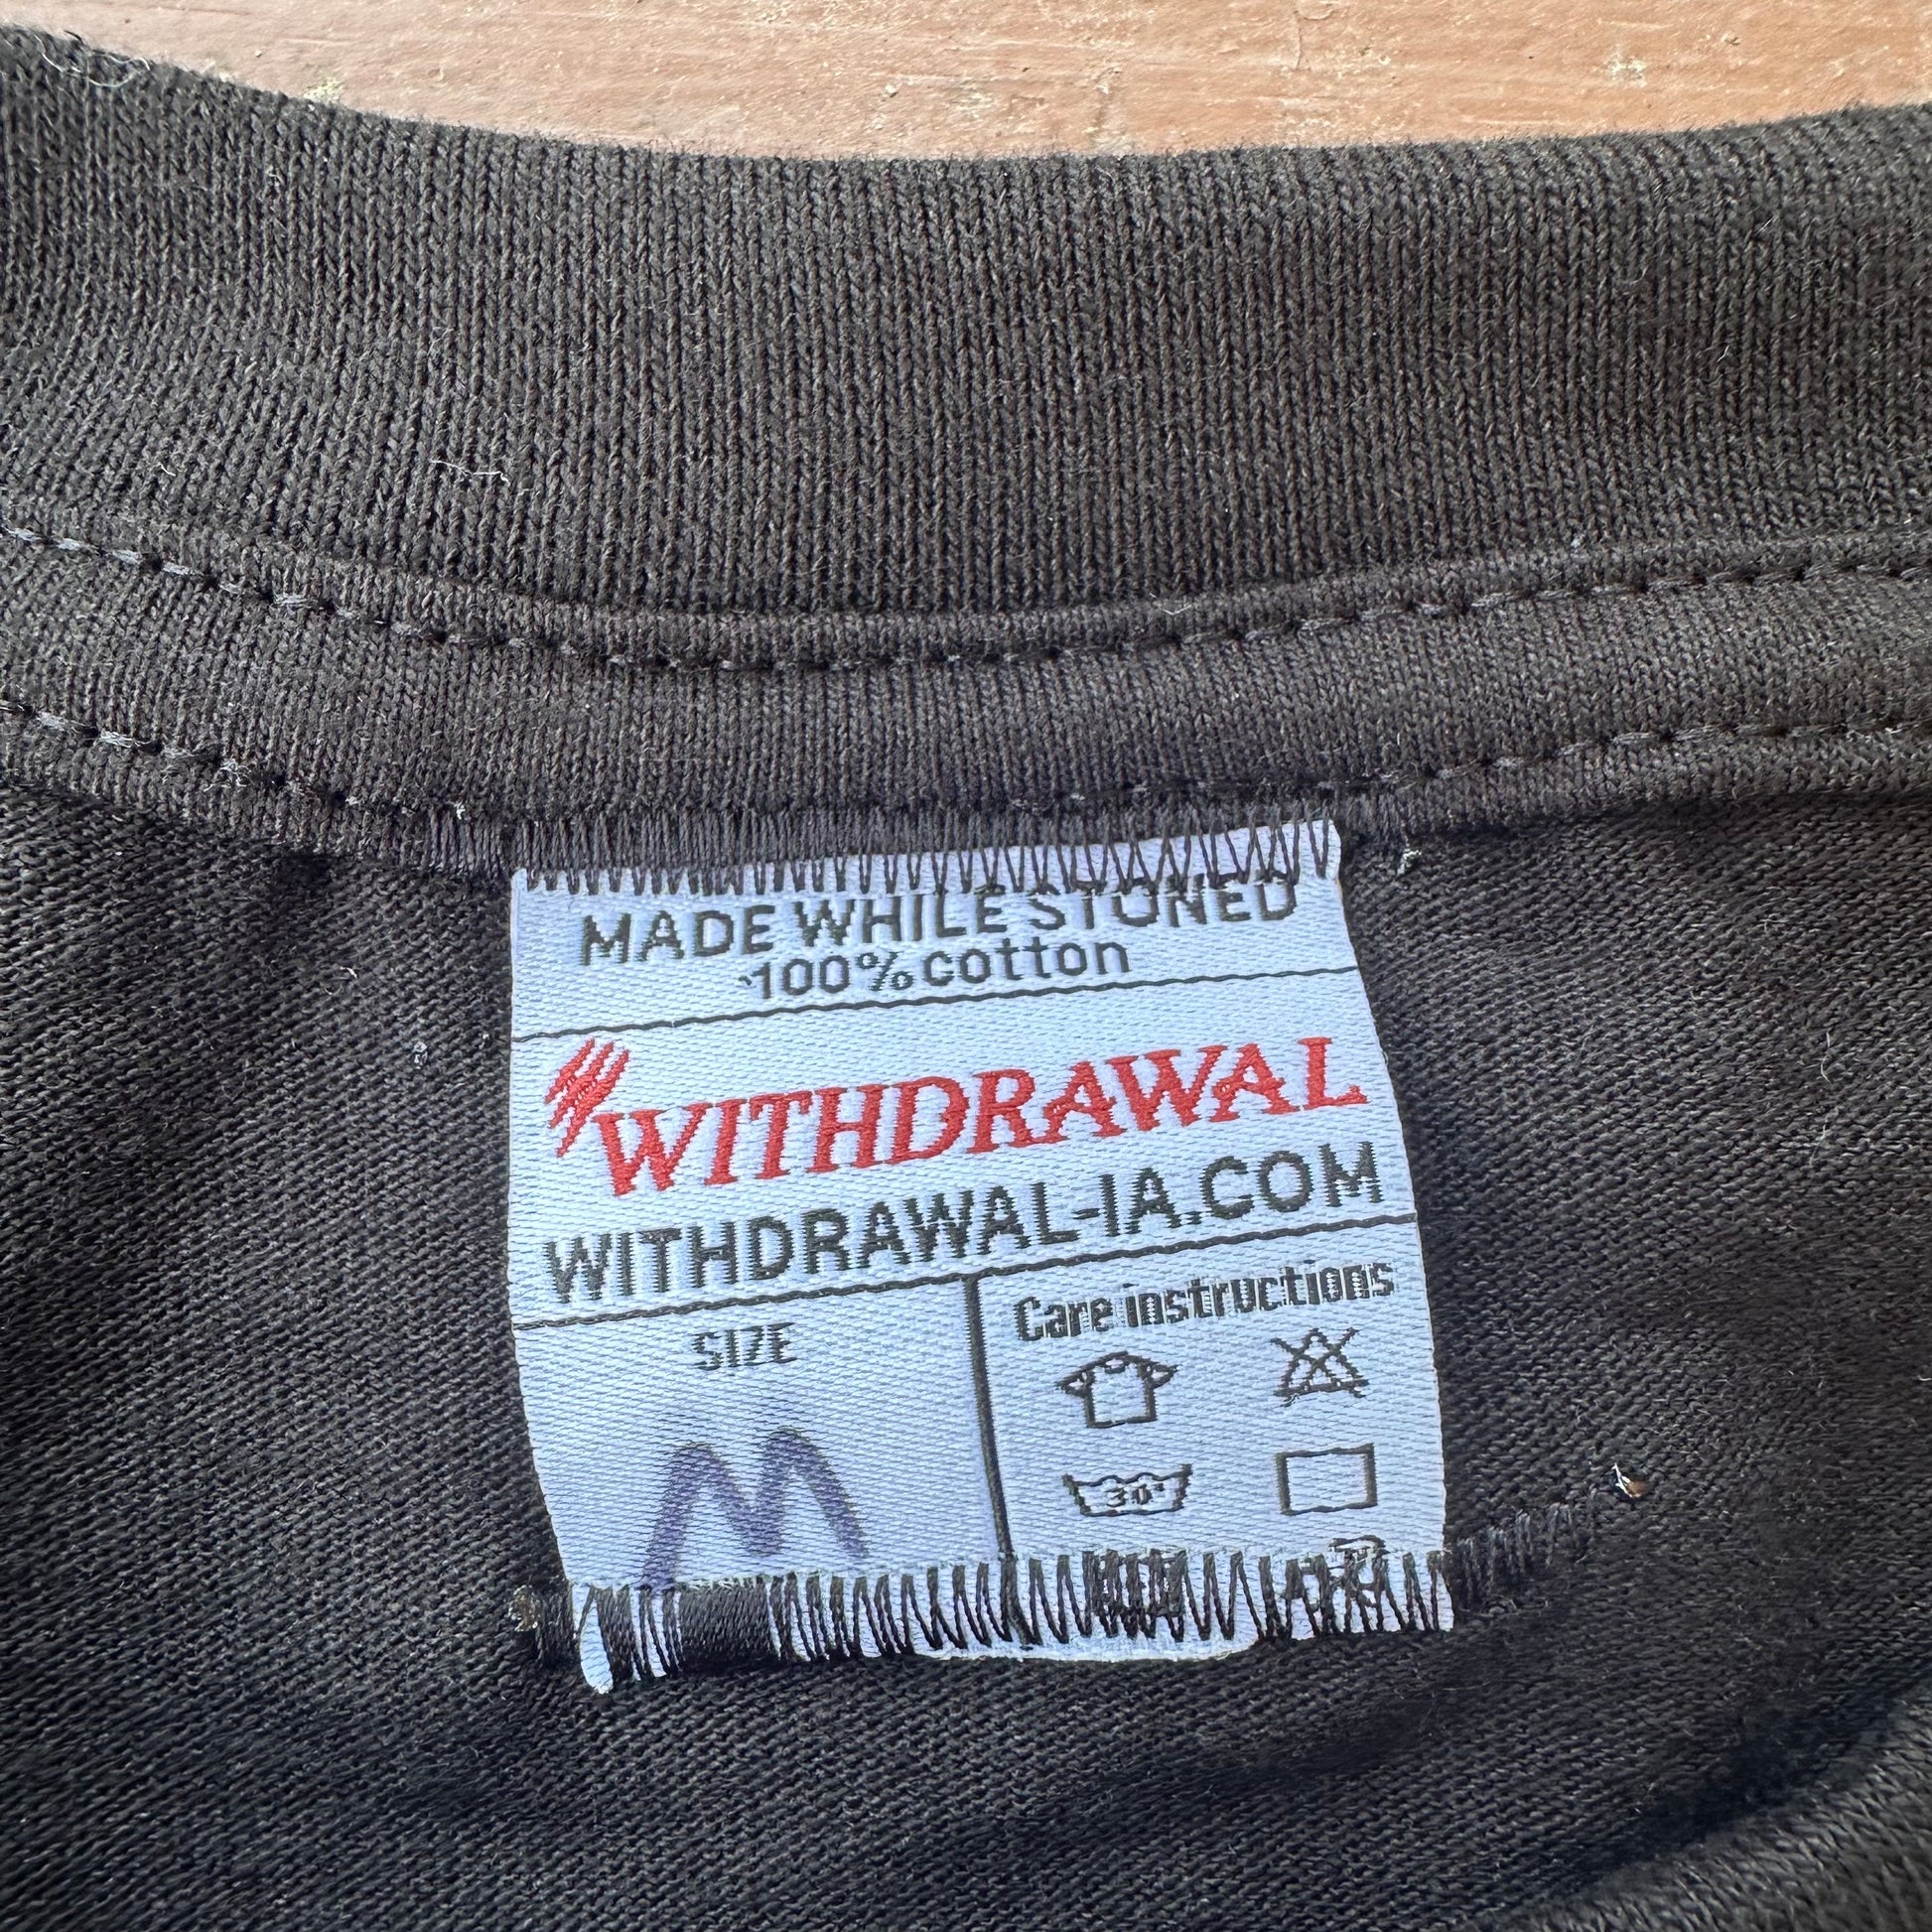 MADE WHILE STONED
100% cotton
WITHDRAWAL
WITHDRAWAL-IA.COM
SIZE
M
Care instructions
30°